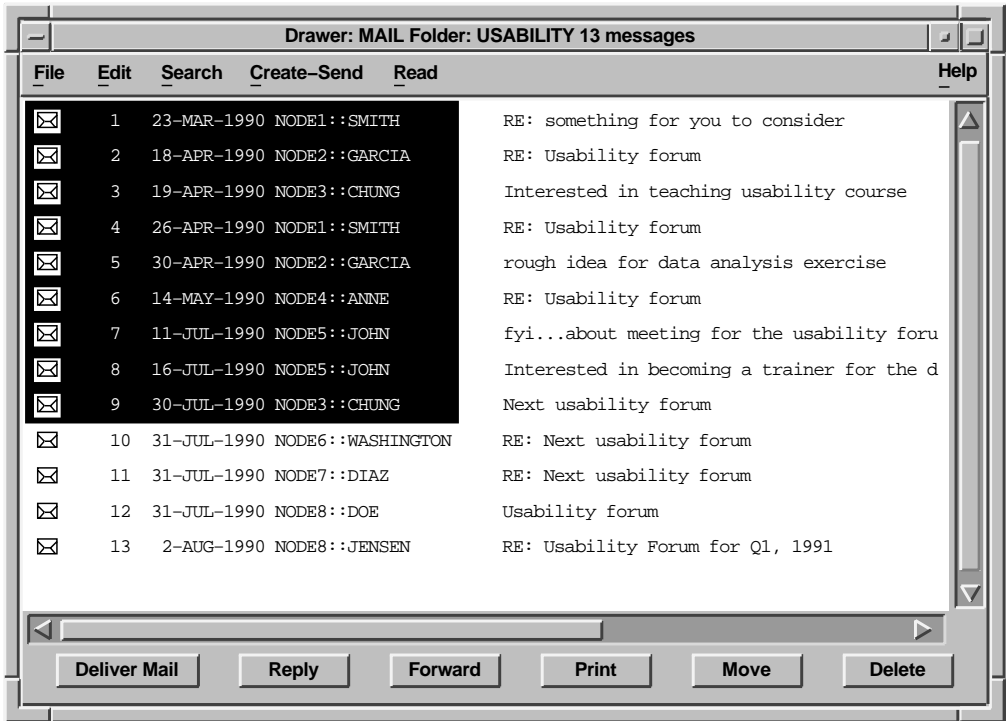 Drawer: MAIL Folder: USABILITY 13 messages
File Edit Search Create–Send Read Help
1 23–MAR–1990 NODE1::SMITH RE: something for you to consider
2 18–APR–1990 NODE2::GARCIA RE: Usability forum
3 19–APR–1990 NODE3::CHUNG Interested in teaching usability course
4 26–APR–1990 NODE1::SMITH RE: Usability forum
5 30–APR–1990 NODE2::GARCIA rough idea for data analysis exercise
6 14–MAY–1990 NODE4::ANNE RE: Usability forum
7 11–JUL–1990 NODE5::JOHN fyi...about meeting for the usability foru
8 16–JUL–1990 NODE5::JOHN Interested in becoming a trainer for the d
9 30–JUL–1990 NODE3::CHUNG Next usability forum
10 31–JUL–1990 NODE6::WASHINGTON RE: Next usability forum
11 31–JUL–1990 NODE7::DIAZ RE: Next usability forum
12 31–JUL–1990 NODE8::DOE Usability forum
13 2–AUG–1990 NODE8::JENSEN RE: Usability Forum for Q1, 1991
Deliver Mail Reply Forward Print Move Delete